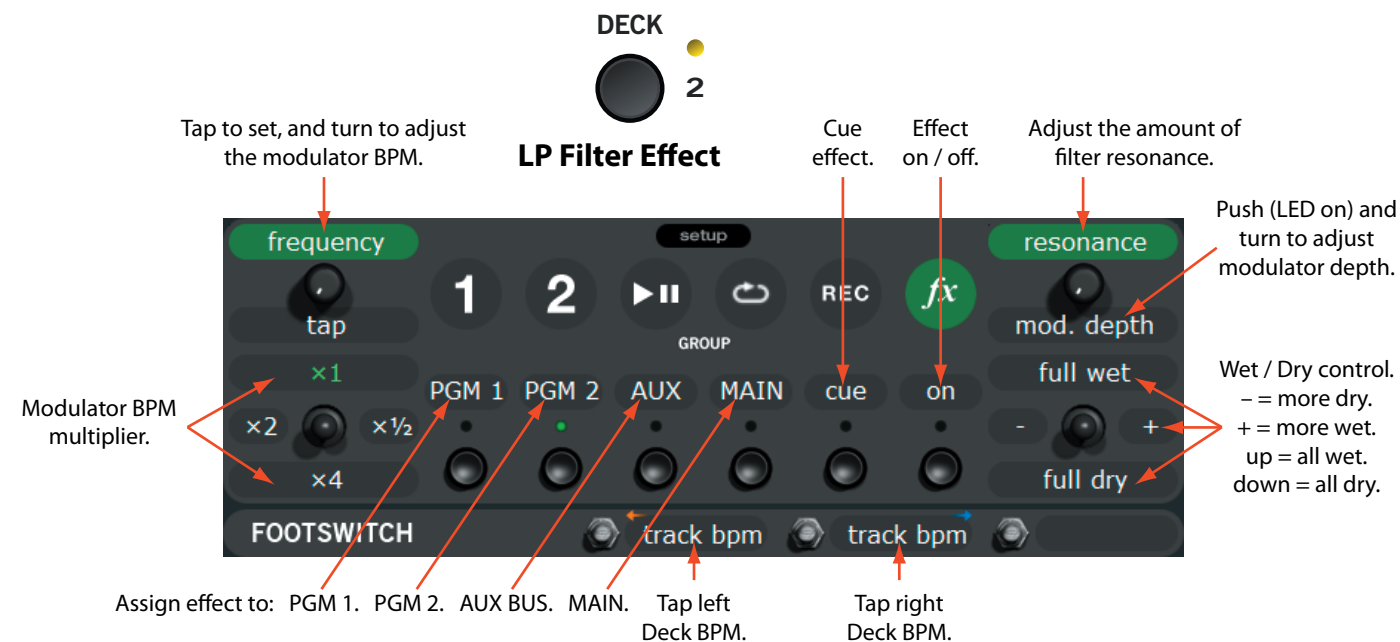 DECK
2
LP Filter Effect
Tap to set, and turn to adjust
the modulator BPM.
Cue
effect.
Effect
on / off.
Adjust the amount of
filter resonance.
Push (LED on) and
turn to adjust
modulator depth.
frequency
setup
resonance
1 2 REC fx
tap
GROUP
mod. depth
×1
PGM 1 PGM 2 AUX MAIN cue on
full wet
×2 ×½
- +
×4
full dry
Modulator BPM
multiplier.
Wet / Dry control.
– = more dry.
+ = more wet.
up = all wet.
down = all dry.
FOOTSWITCH track bpm track bpm
Assign effect to: PGM 1. PGM 2. AUX BUS. MAIN.
Tap left
Deck BPM.
Tap right
Deck BPM.